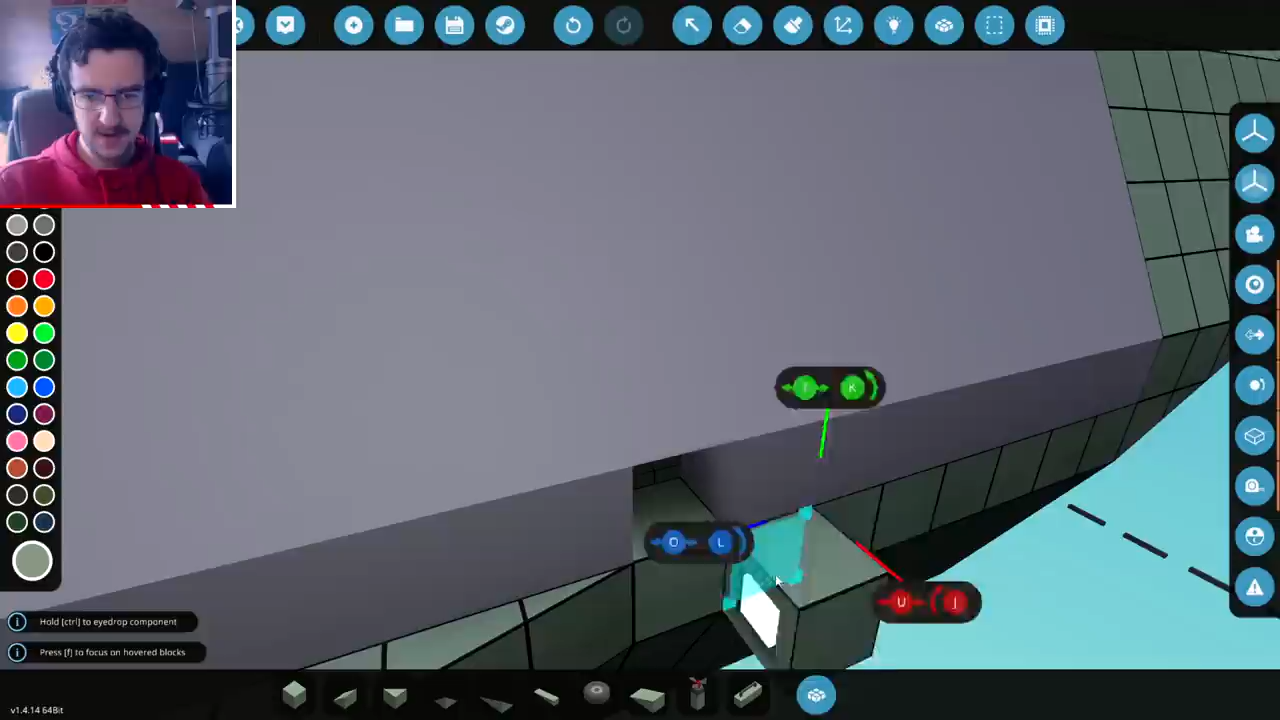 T K
O L
U J
Hold [ctrl] to eyedrop component
Press [f] to focus on hovered blocks
v1.4.14 64Bit